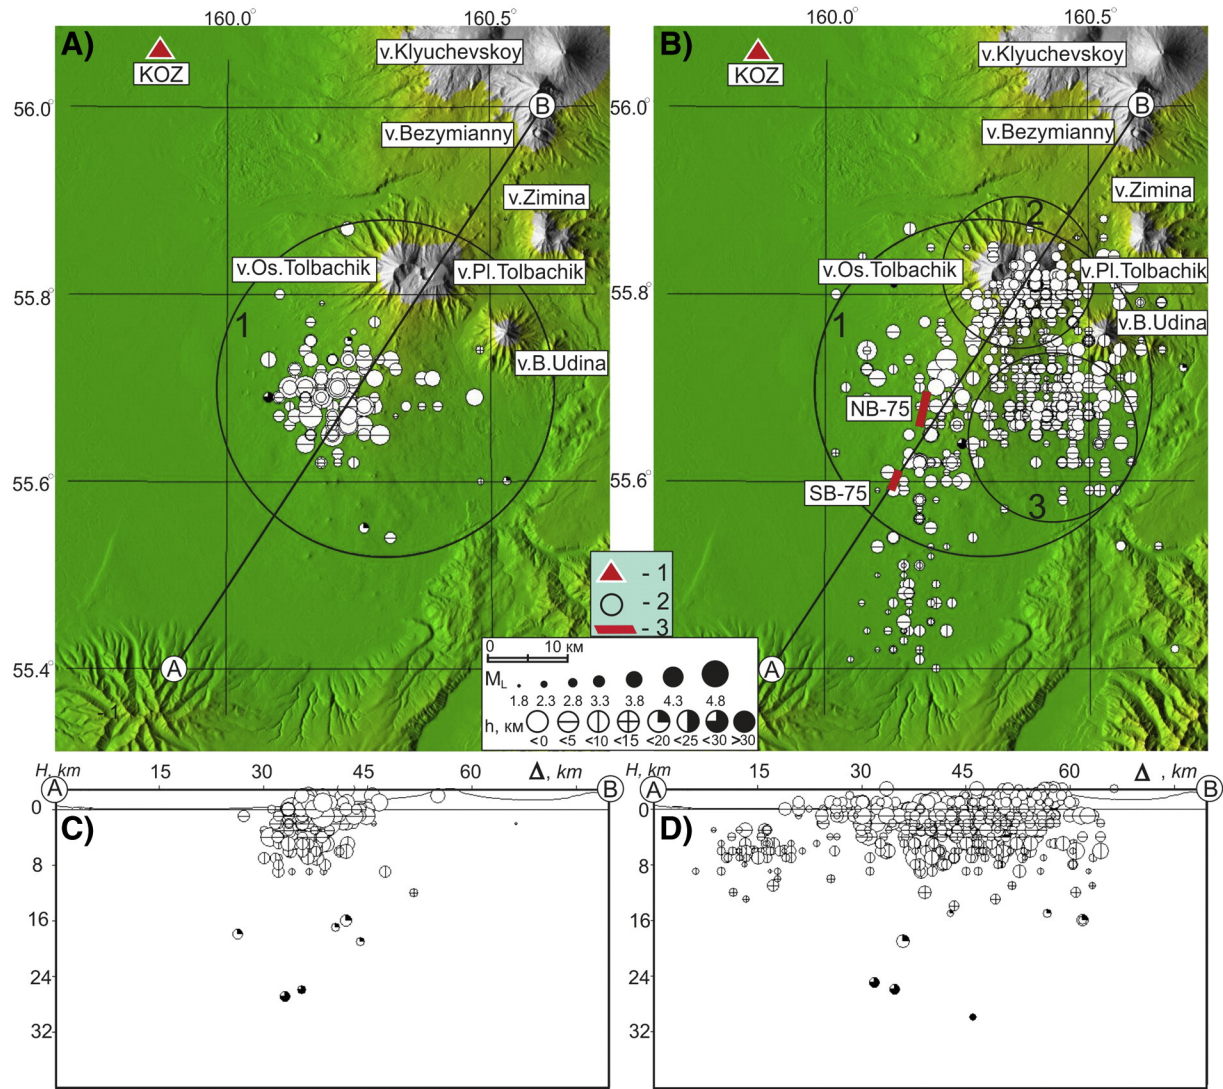 160.0°
160.5°
160.0°
160.5°
A)
B)
v.Klyuchevskoy
v.Klyuchevskoy
KOZ
KOZ
56.0°
B
56.0°
B
v.Bezymianny
v.Bezymianny
v.Zimina
v.Zimina
2
v.Os.Tolbachik
v.Pl.Tolbachik
v.Os.Tolbachik
v.Pl.Tolbachik
55.8°
55.8°
1
1
v.B.Udina
v.B.Udina
NB-75
SB-75
55.6°
55.6°
3
- 1
- 2
- 3
0 10 км
M_L
1.8 2.3 2.8 3.3 3.8 4.3 4.8
h, км
<0 <5 <10 <15 <20 <25 <30 >30
55.4°
A
55.4°
A
H, km 15 30 45 60 Δ, km
H, km 15 30 45 60 Δ, km
A
B
A
B
C)
D)
0
8
16
24
32
0
8
16
24
32